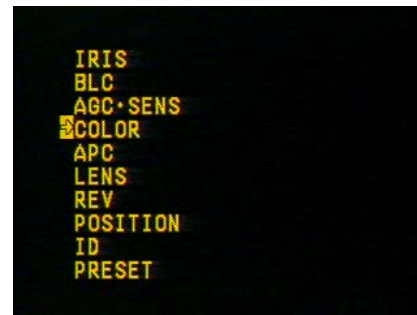 IRIS
BLC
AGC·SENS
→COLOR
APC
LENS
REV
POSITION
ID
PRESET